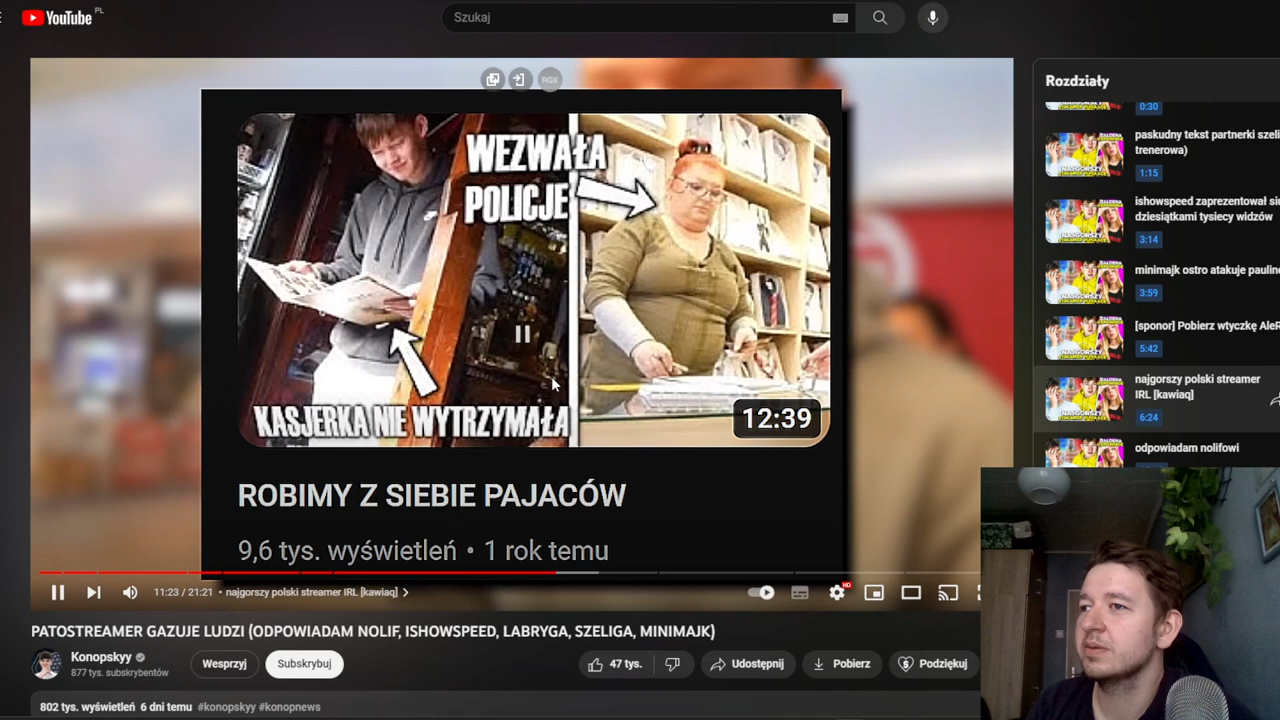 YouTube PL
Szukaj
RGX
WEZWAŁA
POLICJE
KASJERKA NIE WYTRZYMAŁA
12:39
ROBIMY Z SIEBIE PAJACÓW
9,6 tys. wyświetleń • 1 rok temu
11:23 / 21:21 • najgorszy polski streamer IRL [kawiaq]
HD
PATOSTREAMER GAZUJE LUDZI (ODPOWIADAM NOLIF, ISHOWSPEED, LABRYGA, SZELIGA, MINIMAJK)
Konopskyy
877 tys. subskrybentów
Wesprzyj
Subskrybuj
47 tys.
Udostępnij
Pobierz
Podziękuj
802 tys. wyświetleń 6 dni temu #konopskyy #konopnews
Rozdziały
0:30
paskudny tekst partnerki szeli
trenerowa)
1:15
ishowspeed zaprezentował si
dziesiątkami tysiecy widzów
3:14
minimajk ostro atakuje pauline
3:59
[sponor] Pobierz wtyczkę Ale
5:42
najgorszy polski streamer
IRL [kawiaq]
6:24
odpowiadam nolifowi